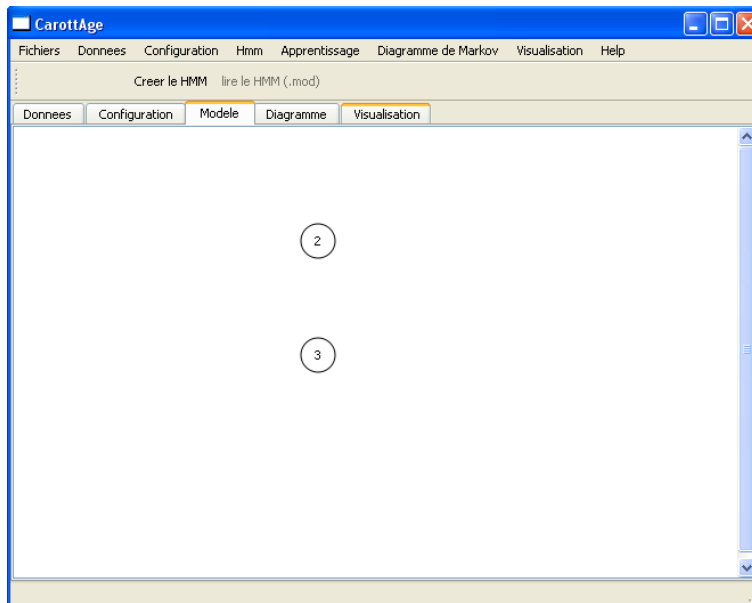 CarottAge
Fichiers Donnees Configuration Hmm Apprentissage Diagramme de Markov Visualisation Help
Creer le HMM lire le HMM (.mod)
Donnees Configuration Modele Diagramme Visualisation
2
3